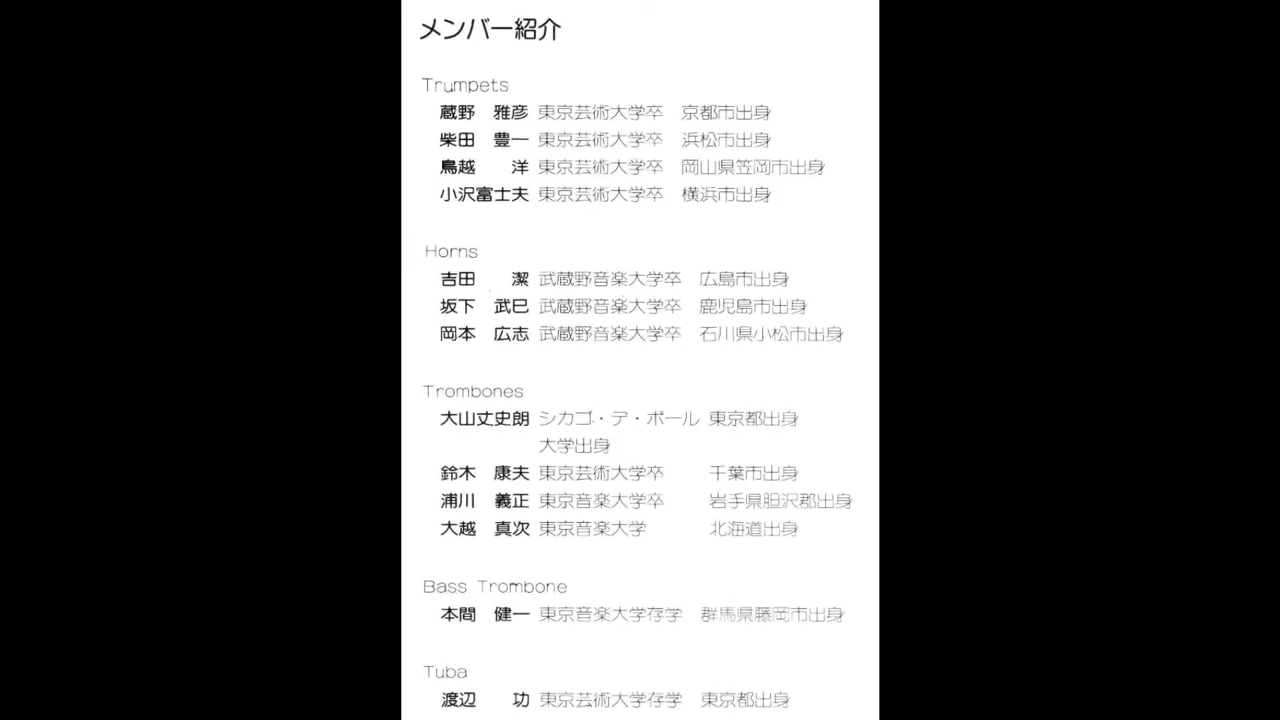 メンバー紹介
Trumpets
蔵野 雅彦 東京芸術大学卒 京都市出身
柴田 豊一 東京芸術大学卒 浜松市出身
鳥越 洋 東京芸術大学卒 岡山県笠岡市出身
小沢富士夫 東京芸術大学卒 横浜市出身
Horns
吉田 潔 武蔵野音楽大学卒 広島市出身
坂下 武巳 武蔵野音楽大学卒 鹿児島市出身
岡本 広志 武蔵野音楽大学卒 石川県小松市出身
Trombones
大山丈史朗 シカゴ・デ・ポール 東京都出身
大学出身
鈴木 康夫 東京芸術大学卒 千葉市出身
浦川 義正 東京音楽大学卒 岩手県胆沢郡出身
大越 真次 東京音楽大学 北海道出身
Bass Trombone
本間 健一 東京音楽大学存学 群馬県藤岡市出身
Tuba
渡辺 功 東京芸術大学存学 東京都出身